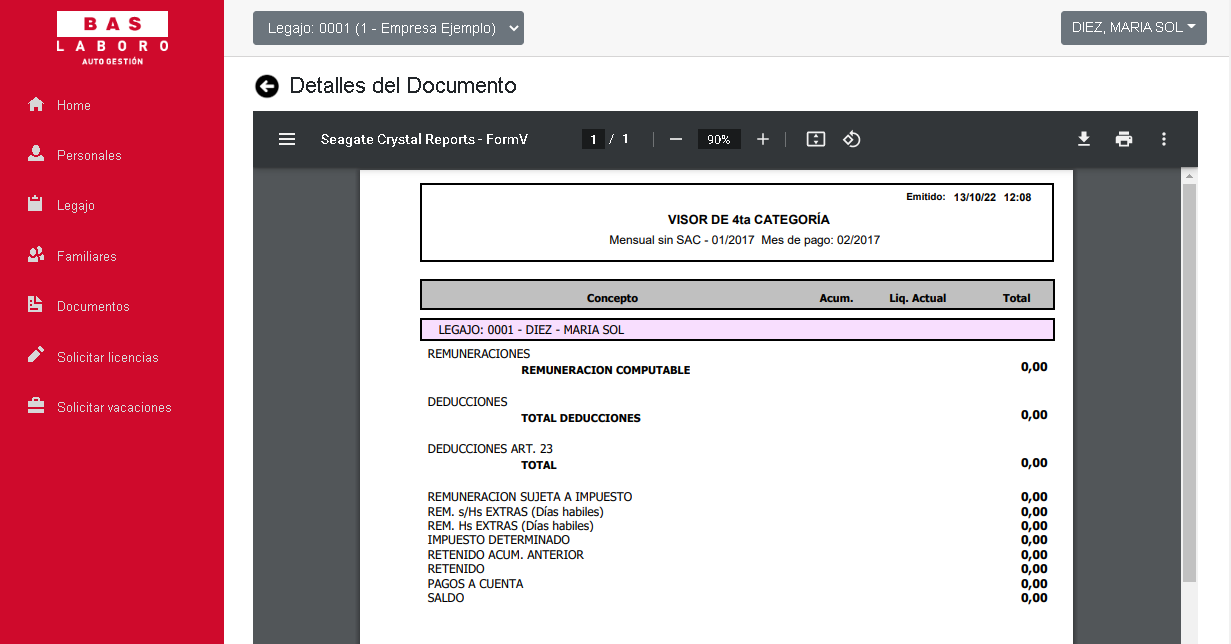 BAS
LABORO
AUTOGESTIÓN
Legajo: 0001 (1 - Empresa Ejemplo)
DIEZ, MARIA SOL
Home
Personales
Legajo
Familiares
Documentos
Solicitar licencias
Solicitar vacaciones
Detalles del Documento
Seagate Crystal Reports - FormV 1 / 1 90%
Emitido: 13/10/22 12:08
VISOR DE 4ta CATEGORÍA
Mensual sin SAC - 01/2017 Mes de pago: 02/2017
Concepto Acum. Liq. Actual Total
LEGAJO: 0001 - DIEZ - MARIA SOL
REMUNERACIONES
REMUNERACION COMPUTABLE 0,00
DEDUCCIONES
TOTAL DEDUCCIONES 0,00
DEDUCCIONES ART. 23
TOTAL 0,00
REMUNERACION SUJETA A IMPUESTO 0,00
REM. s/Hs EXTRAS (Días habiles) 0,00
REM. Hs EXTRAS (Días habiles) 0,00
IMPUESTO DETERMINADO 0,00
RETENIDO ACUM. ANTERIOR 0,00
RETENIDO 0,00
PAGOS A CUENTA 0,00
SALDO 0,00